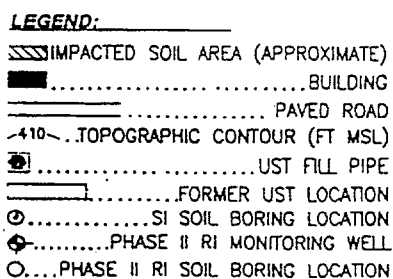 LEGEND:
IMPACTED SOIL AREA (APPROXIMATE)
..........................BUILDING
.............. PAVED ROAD
-410-..TOPOGRAPHIC CONTOUR (FT MSL)
......................UST FILL PIPE
..........FORMER UST LOCATION
............SI SOIL BORING LOCATION
.........PHASE II RI MONITORING WELL
....PHASE II RI SOIL BORING LOCATION